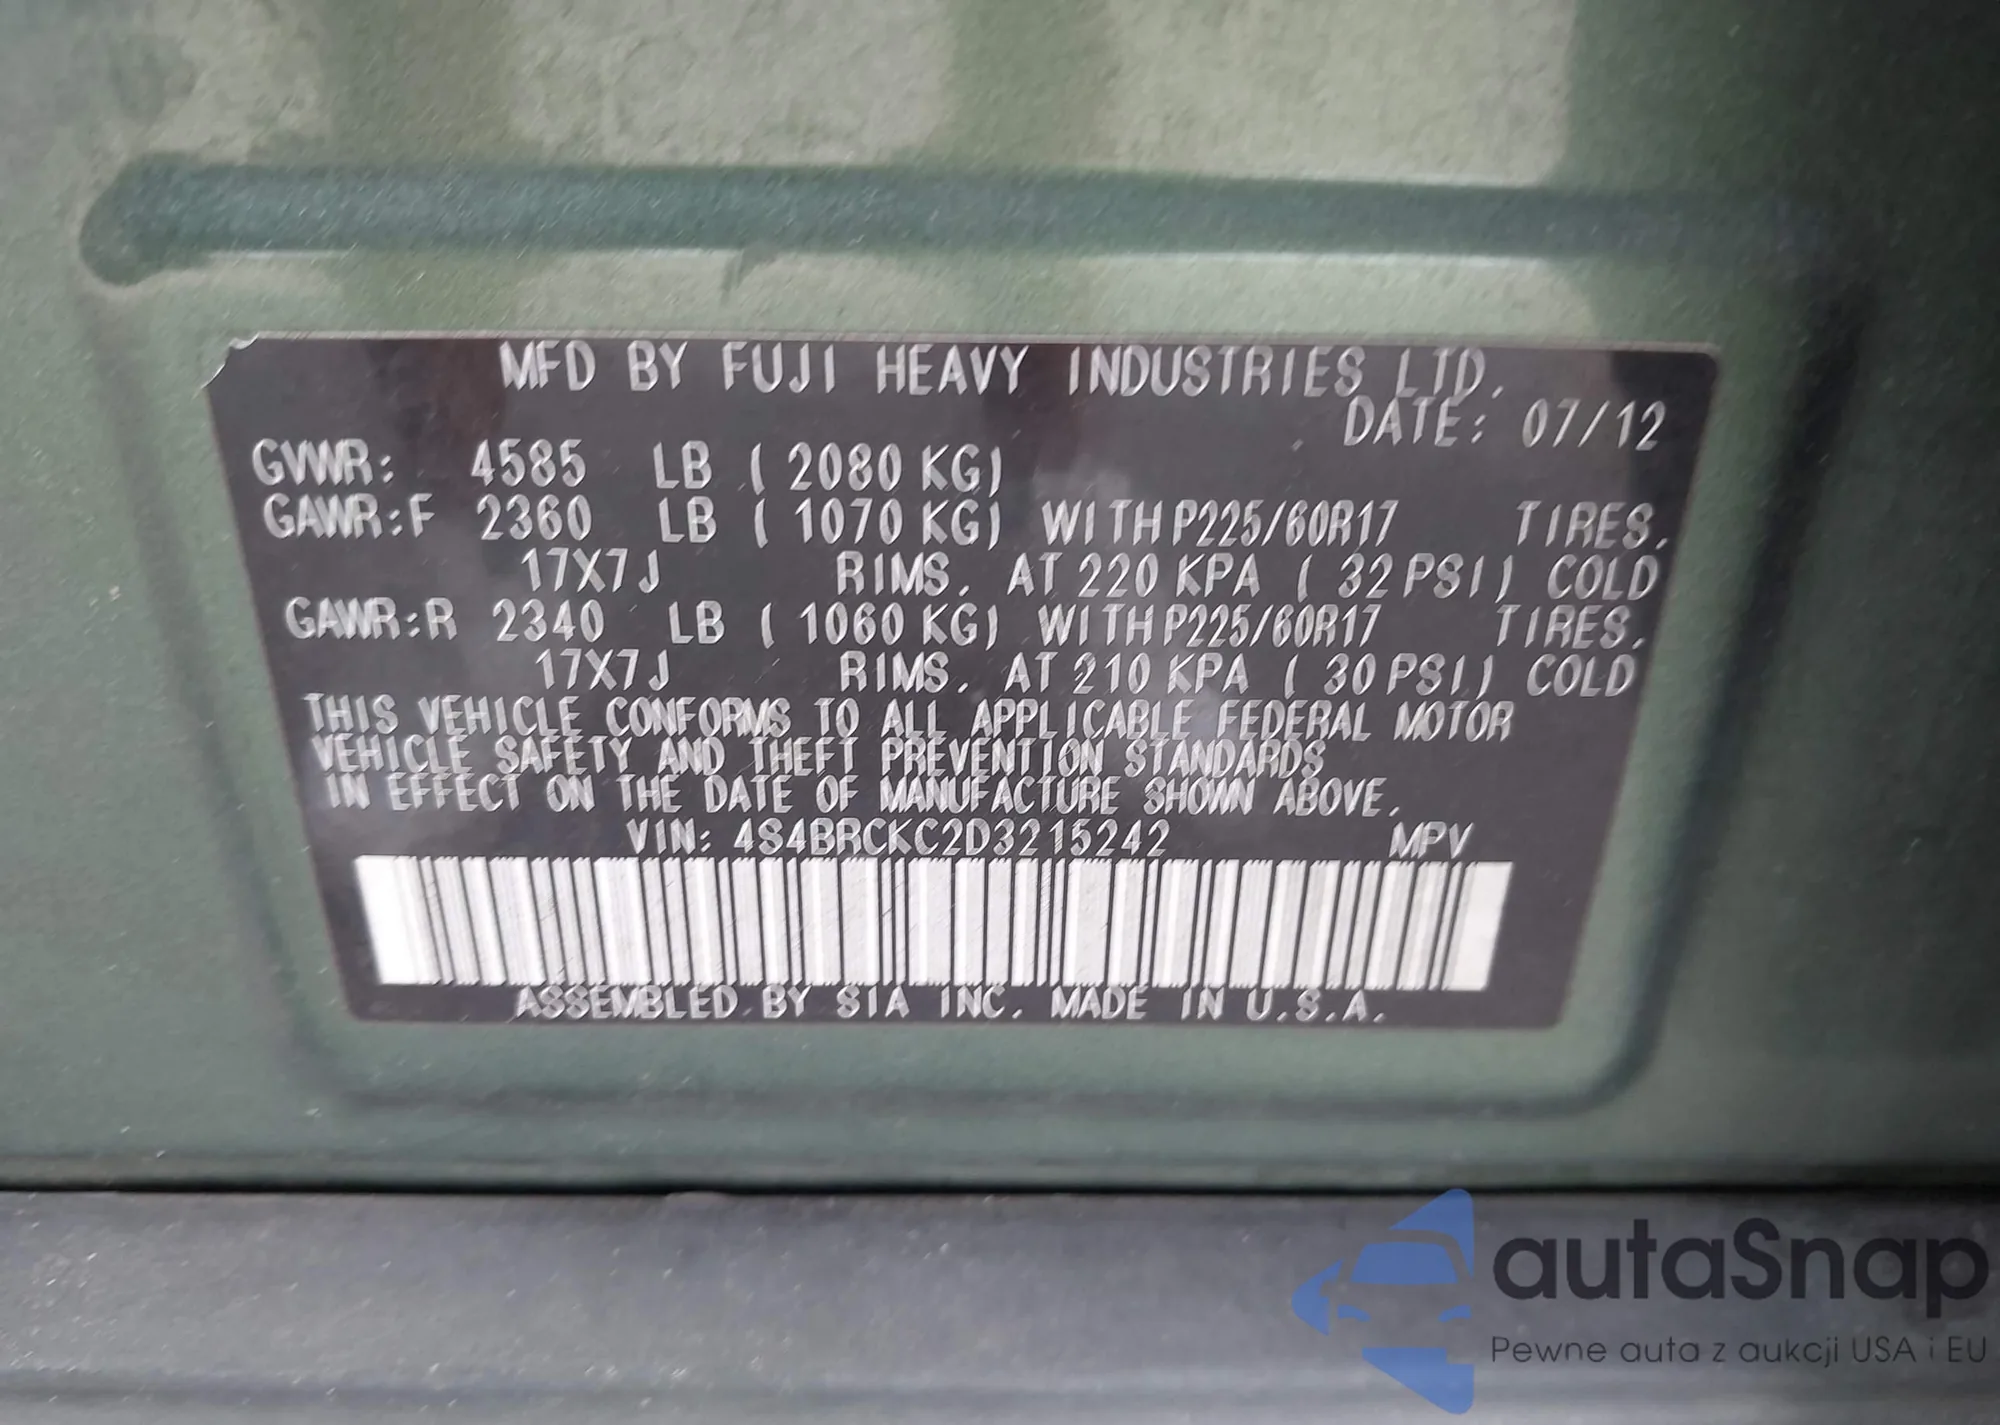 MFD BY FUJI HEAVY INDUSTRIES LTD.
DATE: 07/12
GVWR: 4585 LB ( 2080 KG)
GAWR:F 2360 LB ( 1070 KG) WITH P225/60R17 TIRES.
17X7J RIMS. AT 220 KPA ( 32 PSI) COLD
GAWR:R 2340 LB ( 1060 KG) WITH P225/60R17 TIRES.
17X7J RIMS. AT 210 KPA ( 30 PSI) COLD
THIS VEHICLE CONFORMS TO ALL APPLICABLE FEDERAL MOTOR
VEHICLE SAFETY AND THEFT PREVENTION STANDARDS
IN EFFECT ON THE DATE OF MANUFACTURE SHOWN ABOVE.
VIN: 4S4BRCKC2D3215242 MPV
ASSEMBLED BY SIA INC. MADE IN U.S.A.
autaSnap
Pewne auta z aukcji USA i EU